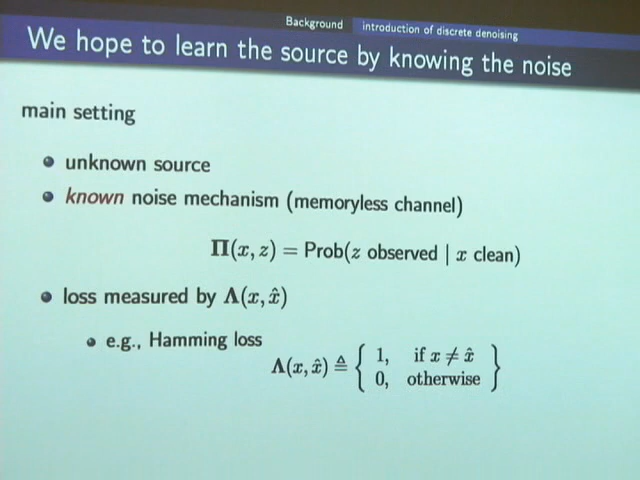 Background introduction of discrete denoising
We hope to learn the source by knowing the noise
main setting
unknown source
known noise mechanism (memoryless channel)
Π(x, z) = Prob(z observed | x clean)
loss measured by Λ(x, x̂)
e.g., Hamming loss
Λ(x, x̂) ≜ { 1, if x ≠ x̂
0, otherwise }